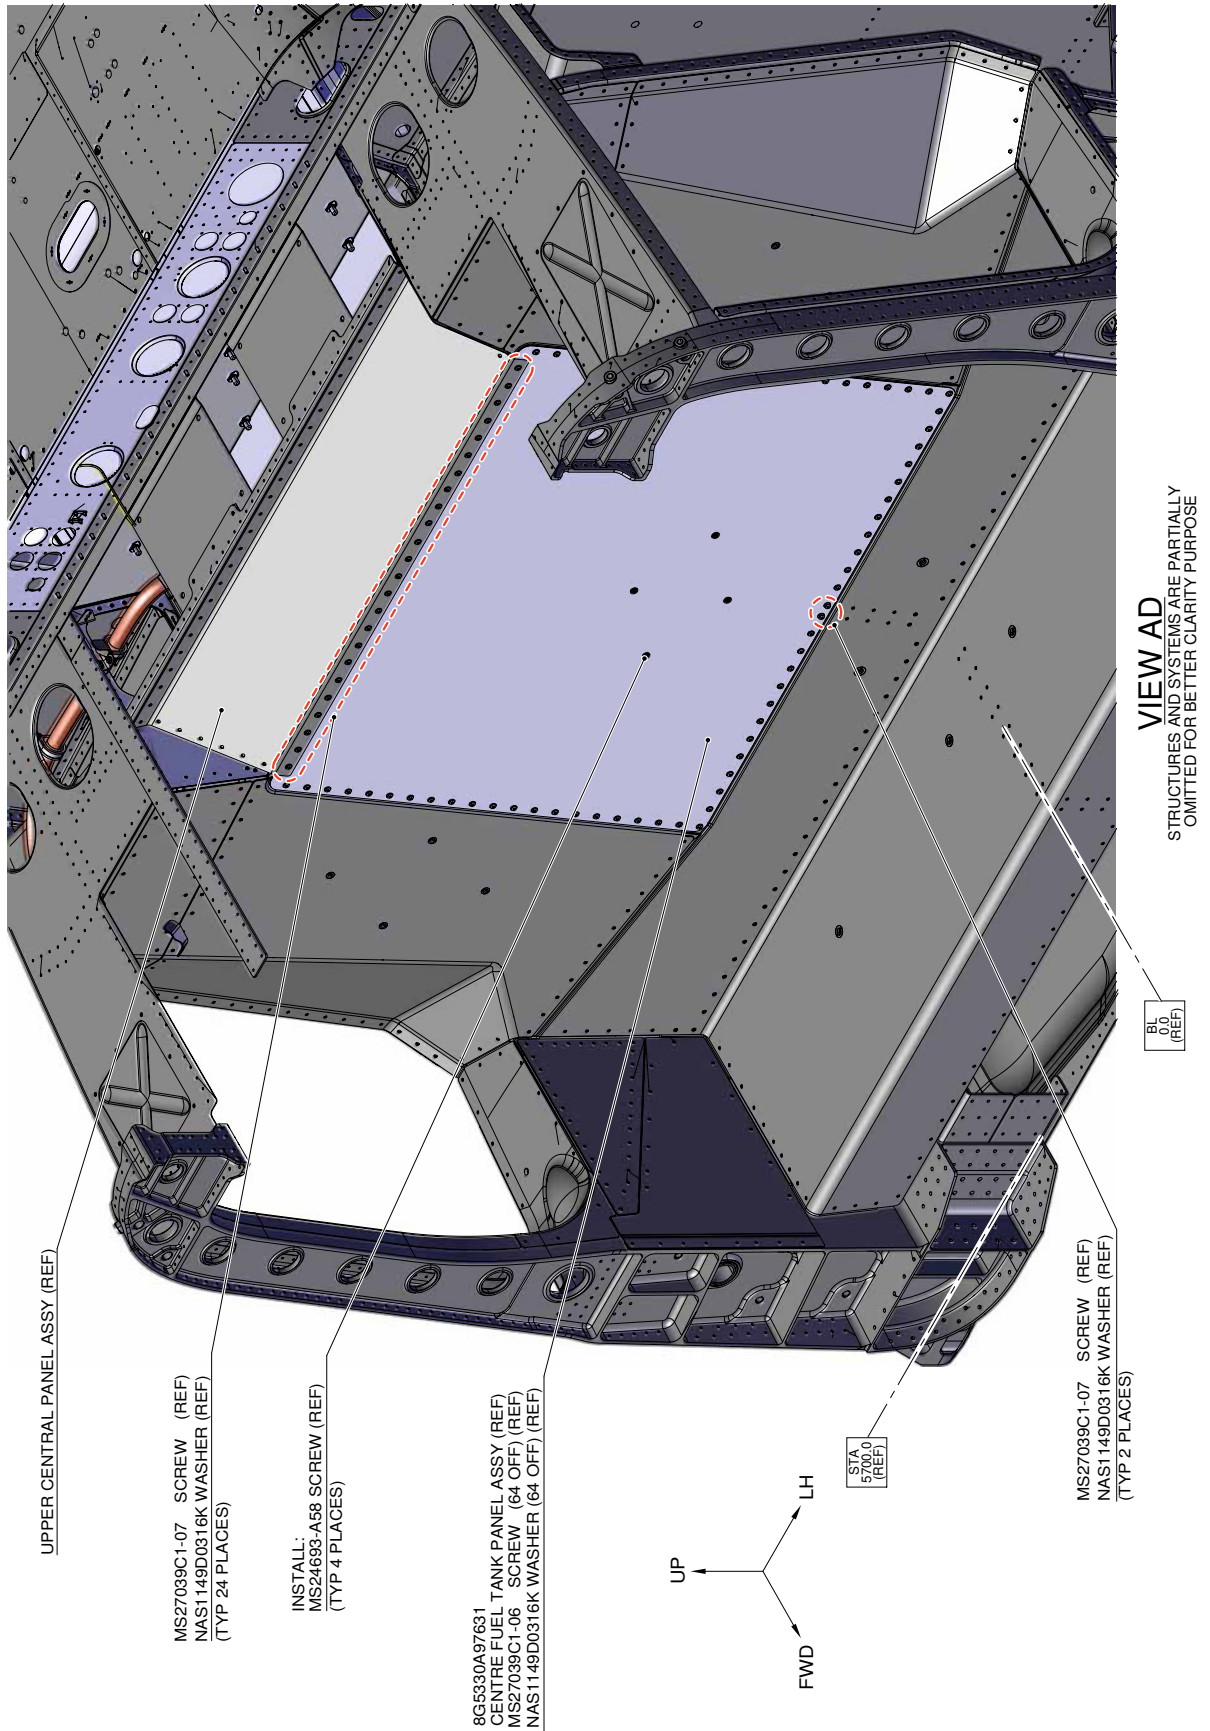 UPPER CENTRAL PANEL ASSY (REF)
MS27039C1-07 SCREW (REF)
NAS1149D0316K WASHER (REF)
(TYP 24 PLACES)
INSTALL:
MS24693-A58 SCREW (REF)
(TYP 4 PLACES)
8G5330A97631
CENTRE FUEL TANK PANEL ASSY (REF)
MS27039C1-06 SCREW (64 OFF) (REF)
NAS1149D0316K WASHER (64 OFF) (REF)
UP
LH
FWD
STA
5700.0
(REF)
MS27039C1-07 SCREW (REF)
NAS1149D0316K WASHER (REF)
(TYP 2 PLACES)
BL
0.0
(REF)
VIEW AD
STRUCTURES AND SYSTEMS ARE PARTIALLY
OMITTED FOR BETTER CLARITY PURPOSE